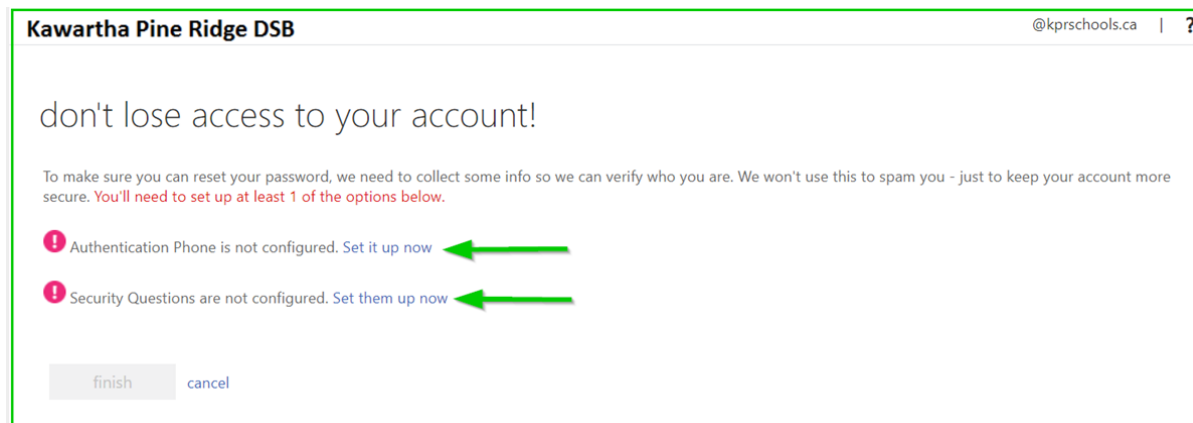 Kawartha Pine Ridge DSB
@kprschools.ca | ?
don't lose access to your account!
To make sure you can reset your password, we need to collect some info so we can verify who you are. We won't use this to spam you - just to keep your account more
secure. You'll need to set up at least 1 of the options below.
! Authentication Phone is not configured. Set it up now
! Security Questions are not configured. Set them up now
finish cancel